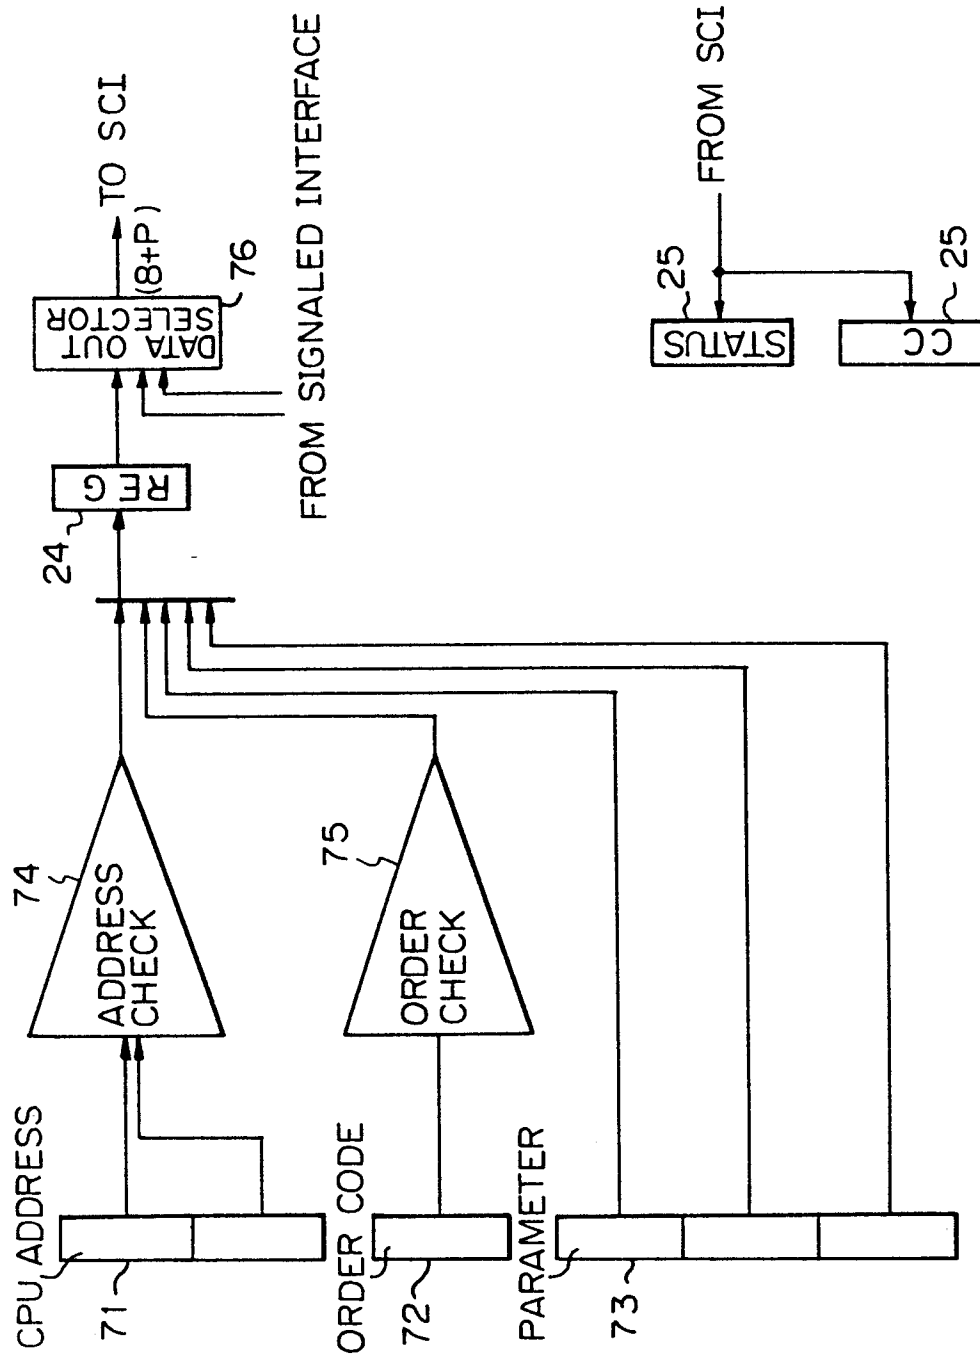 CPU ADDRESS
71
ADDRESS
CHECK
74
24
REG
DATA OUT
SELECTOR
76
(8+P)
TO SCI
FROM SIGNALED INTERFACE
ORDER CODE
72
ORDER
CHECK
75
PARAMETER
73
STATUS
25
FROM SCI
CC
25